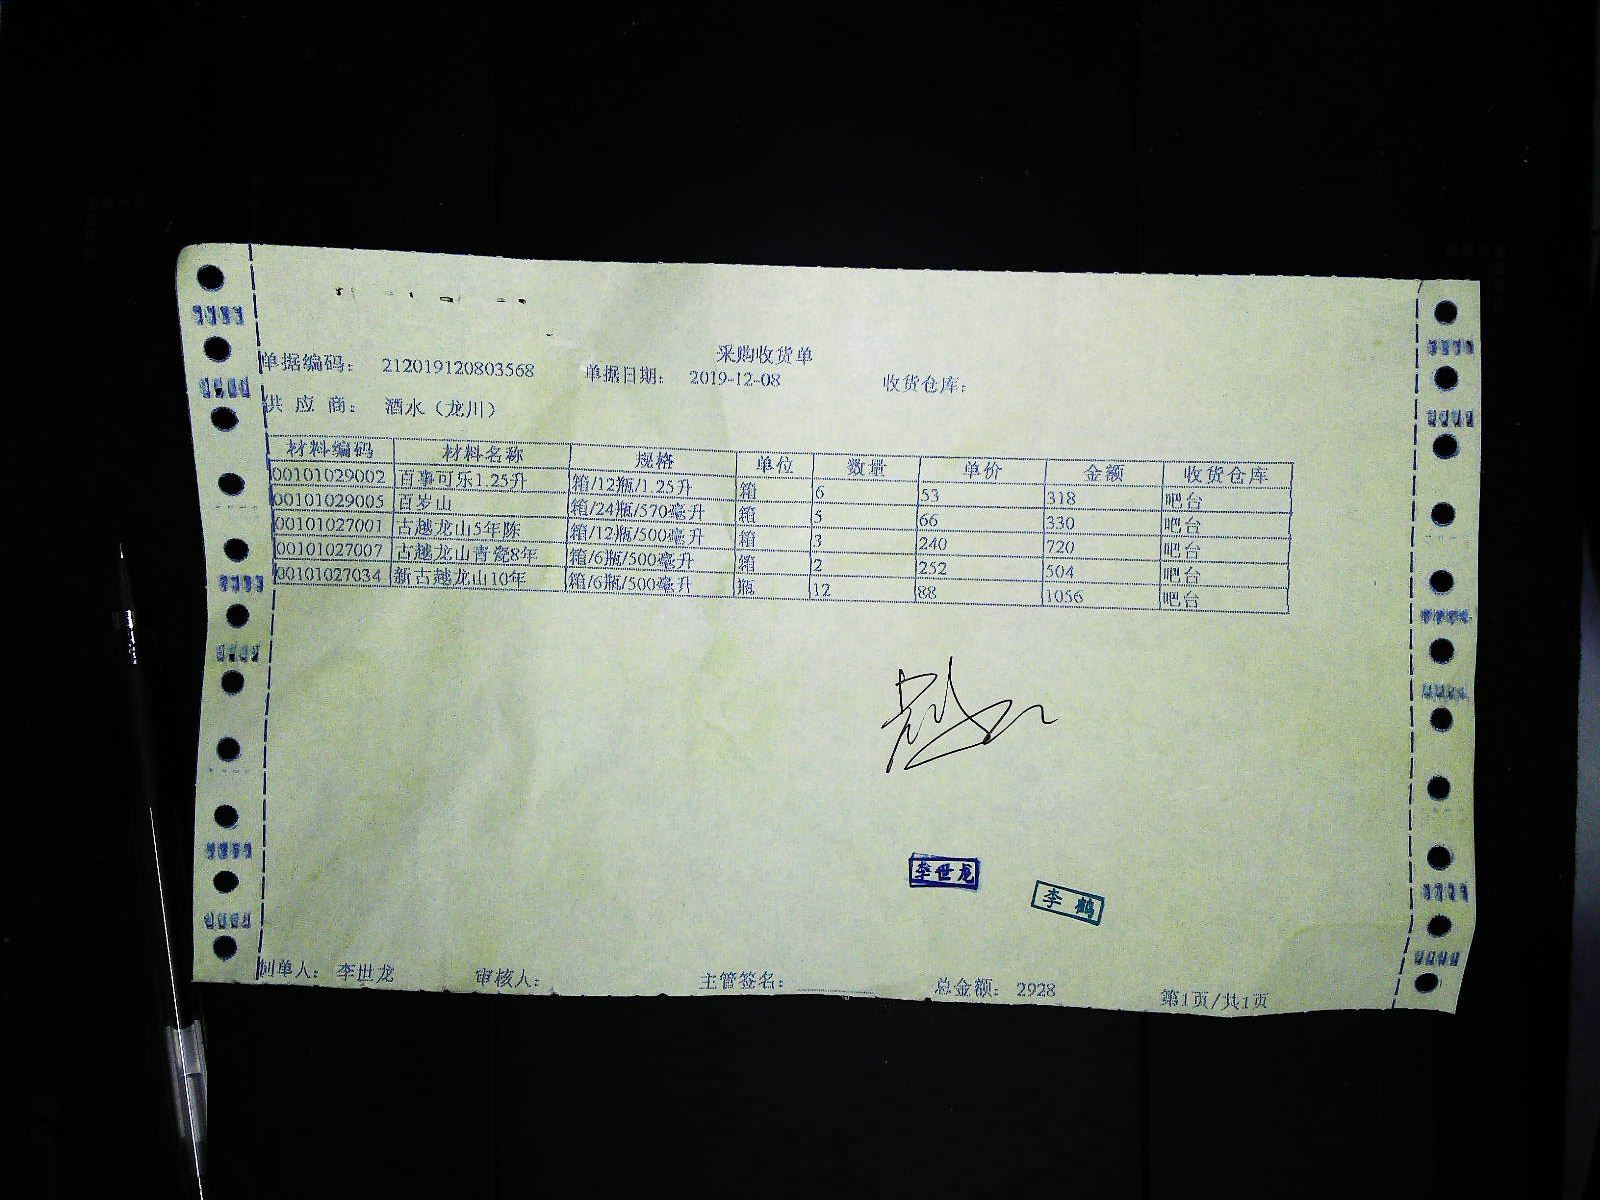 采购收货单
单据编码： 212019120803568 单据日期： 2019-12-08 收货仓库：
供 应 商： 酒水（龙川）
材料编码 材料名称 规格 单位 数量 单价 金额 收货仓库
00101029002 百事可乐1.25升 箱/12瓶/1.25升 箱 6 53 318 吧台
00101029005 百岁山 箱/24瓶/570毫升 箱 5 66 330 吧台
00101027001 古越龙山5年陈 箱/12瓶/500毫升 箱 3 240 720 吧台
00101027007 古越龙山青瓷8年 箱/6瓶/500毫升 箱 2 252 504 吧台
00101027034 新古越龙山10年 箱/6瓶/500毫升 瓶 12 88 1056 吧台
李世龙
李鹤
制单人： 李世龙 审核人： 主管签名： 总金额： 2928 第1页/共1页